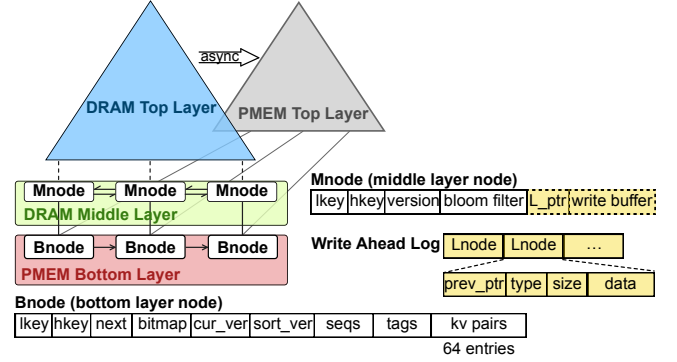 async
DRAM Top Layer
PMEM Top Layer
Mnode Mnode Mnode
DRAM Middle Layer
Bnode Bnode Bnode
PMEM Bottom Layer
Mnode (middle layer node)
lkey hkey version bloom filter L_ptr write buffer
Write Ahead Log Lnode Lnode ...
prev_ptr type size data
Bnode (bottom layer node)
lkey hkey next bitmap cur_ver sort_ver seqs tags kv pairs
64 entries